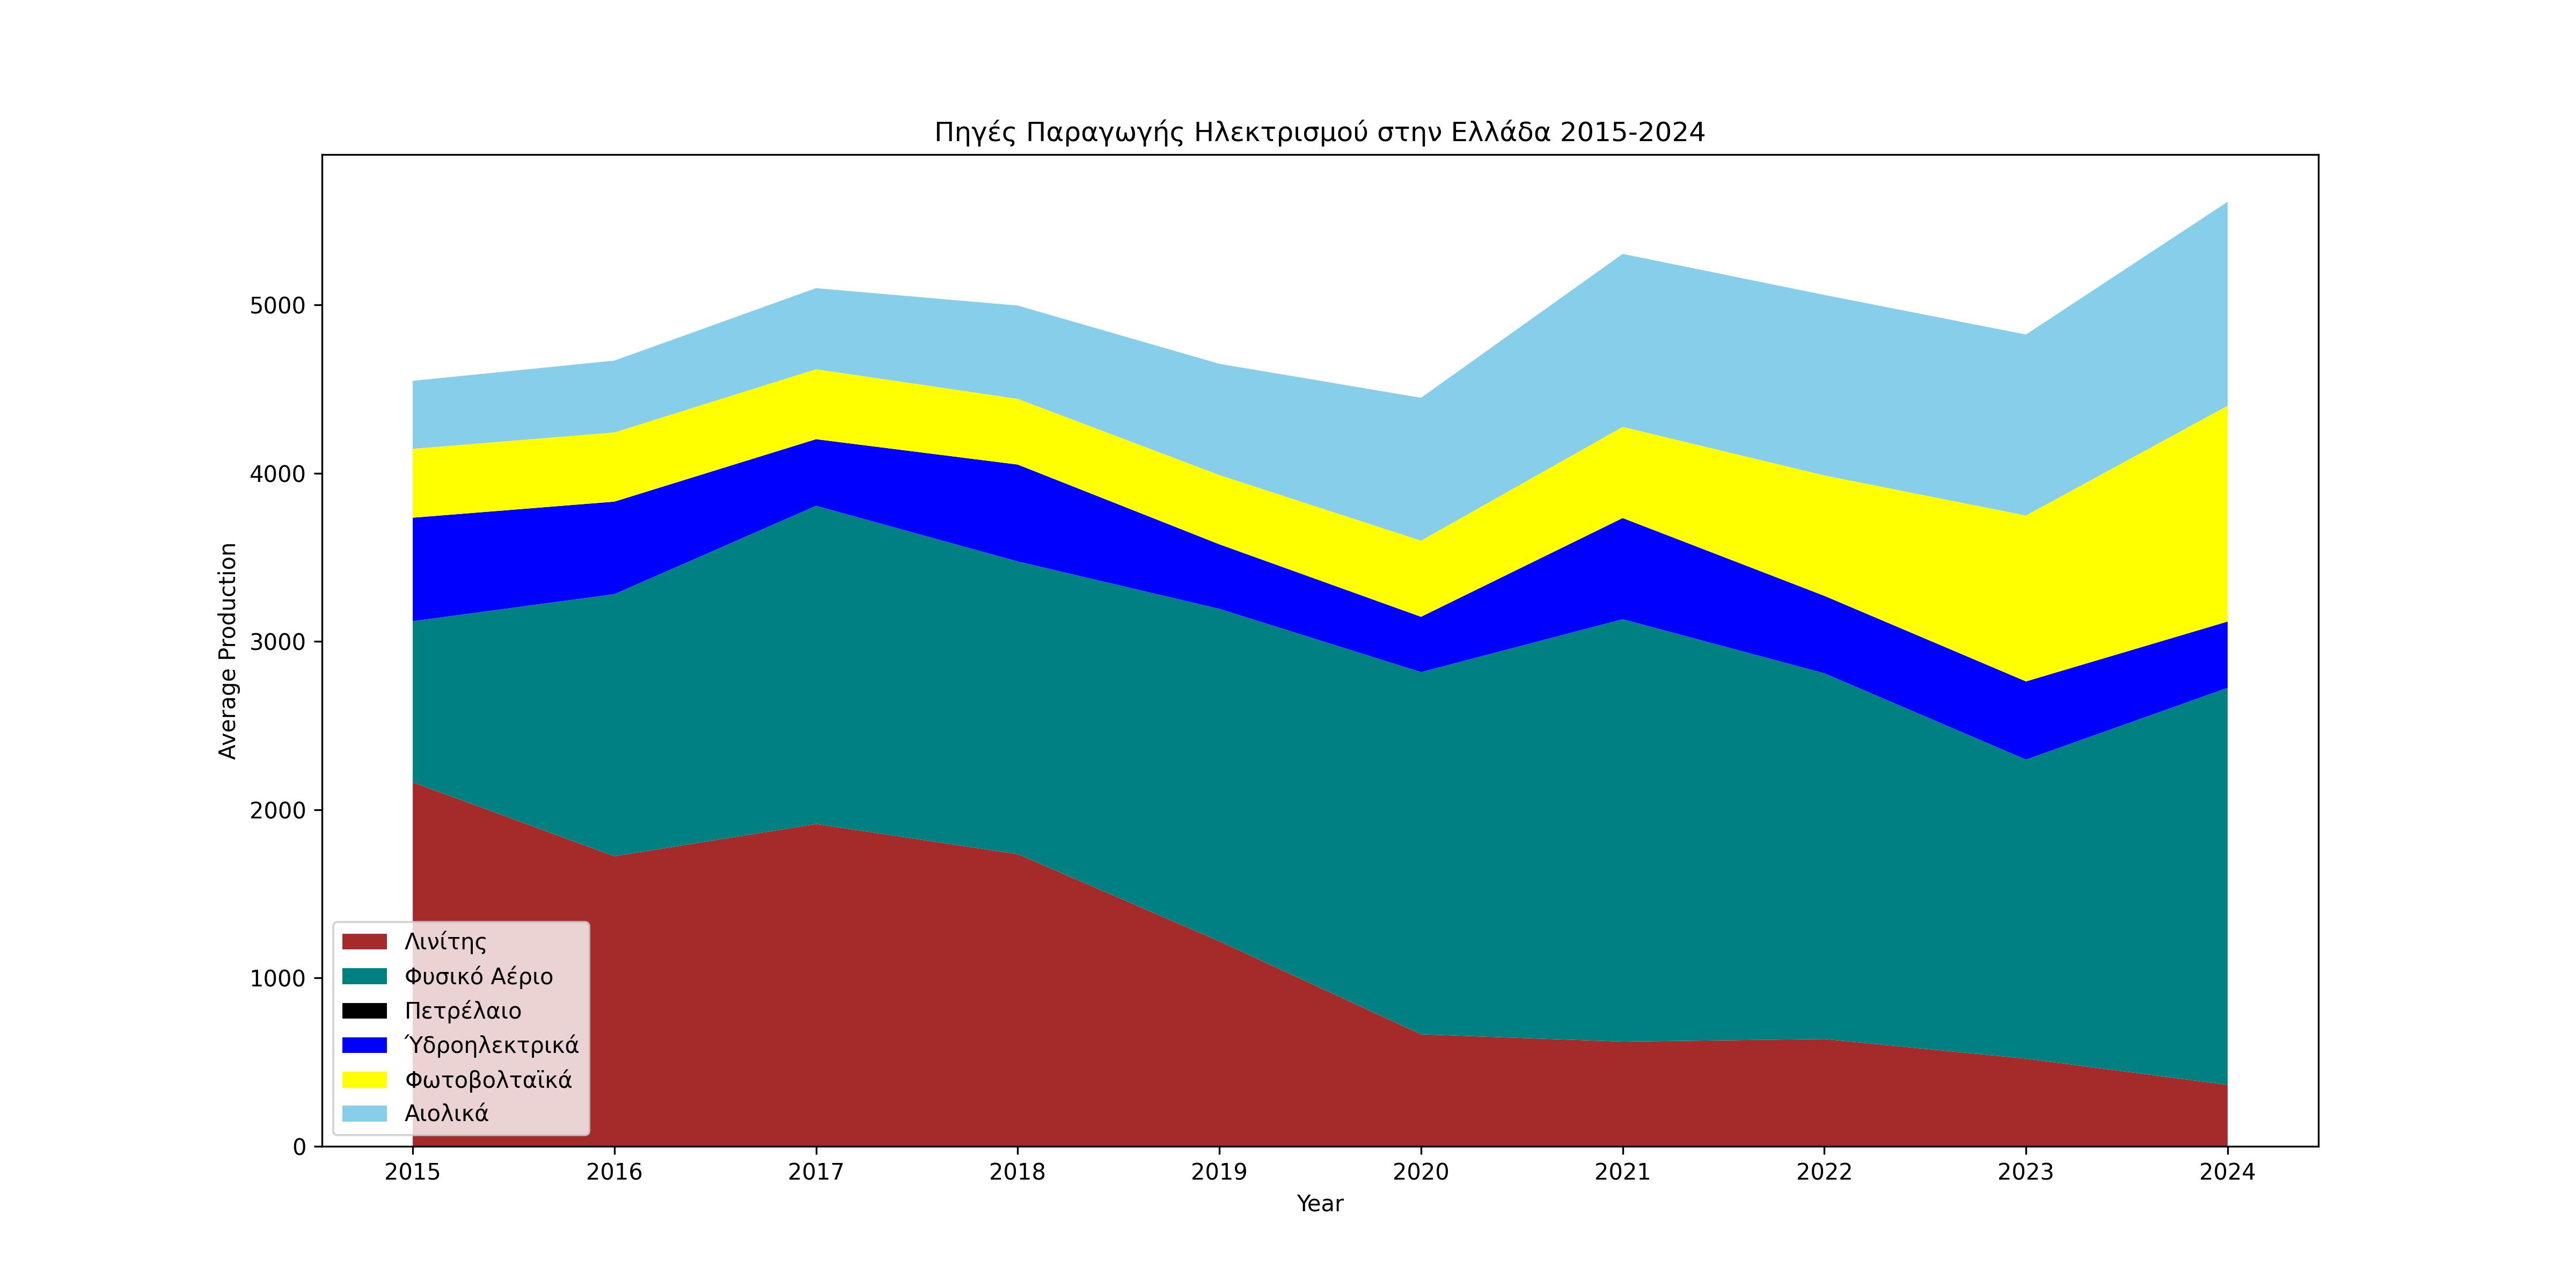 Πηγές Παραγωγής Ηλεκτρισμού στην Ελλάδα 2015-2024
Average Production
5000
4000
3000
2000
1000
0
Λινίτης
Φυσικό Αέριο
Πετρέλαιο
Ύδροηλεκτρικά
Φωτοβολταϊκά
Αιολικά
2015 2016 2017 2018 2019 2020 2021 2022 2023 2024
Year